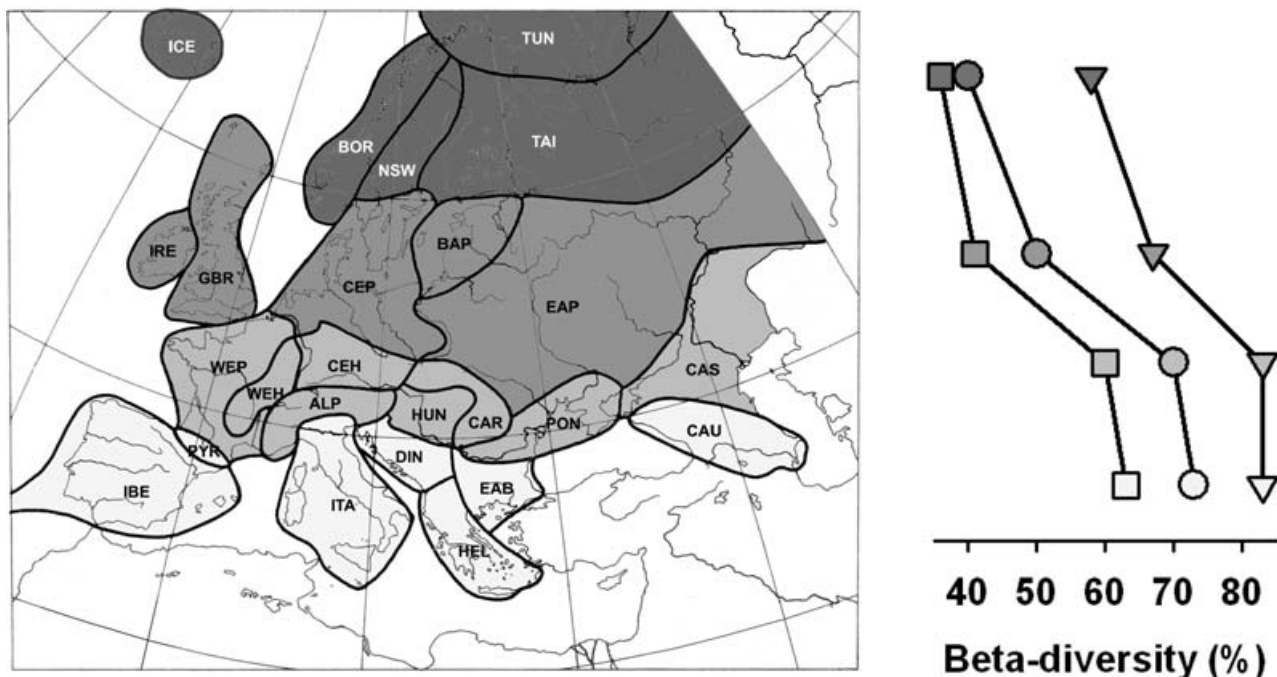 ICE
TUN
BOR
NSW
TAI
IRE
GBR
BAP
CEP
EAP
WEP
WEH
CEH
ALP
HUN
CAR
PON
CAS
CAU
PYR
DIN
IBE
ITA
EAB
HEL
40 50 60 70 80
Beta-diversity (%)